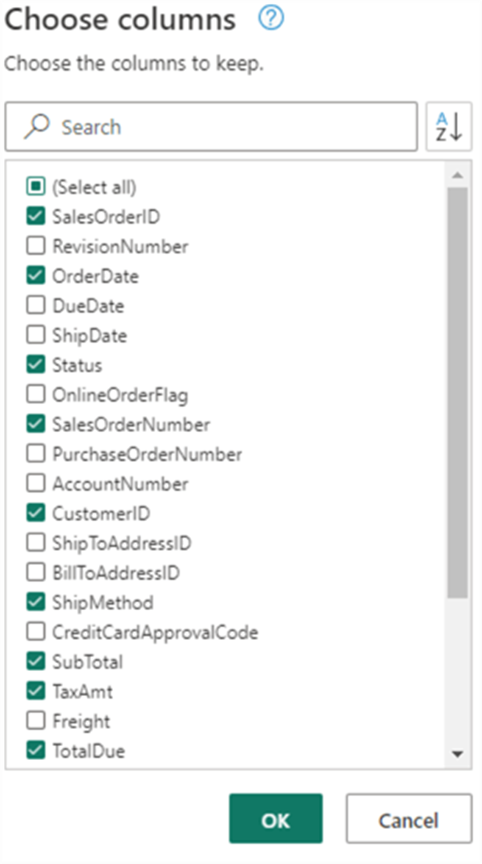 Choose columns ?
Choose the columns to keep.
Search
A
Z
(Select all)
SalesOrderID
RevisionNumber
OrderDate
DueDate
ShipDate
Status
OnlineOrderFlag
SalesOrderNumber
PurchaseOrderNumber
AccountNumber
CustomerID
ShipToAddressID
BillToAddressID
ShipMethod
CreditCardApprovalCode
SubTotal
TaxAmt
Freight
TotalDue
OK Cancel